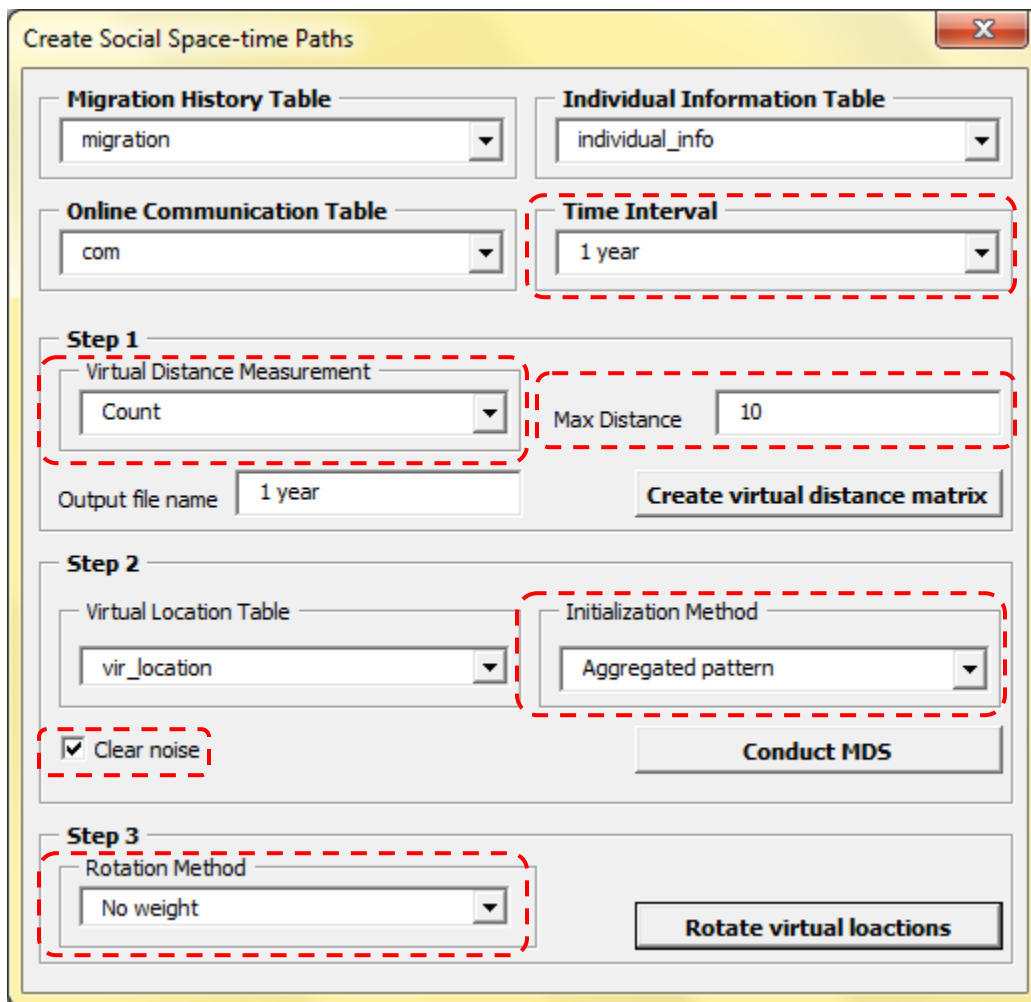 Create Social Space-time Paths
X
Migration History Table
Individual Information Table
migration
individual_info
Online Communication Table
Time Interval
com
1 year
Step 1
Virtual Distance Measurement
Count
Max Distance
10
Output file name
1 year
Create virtual distance matrix
Step 2
Virtual Location Table
Initialization Method
vir_location
Aggregated pattern
Clear noise
Conduct MDS
Step 3
Rotation Method
No weight
Rotate virtual loactions